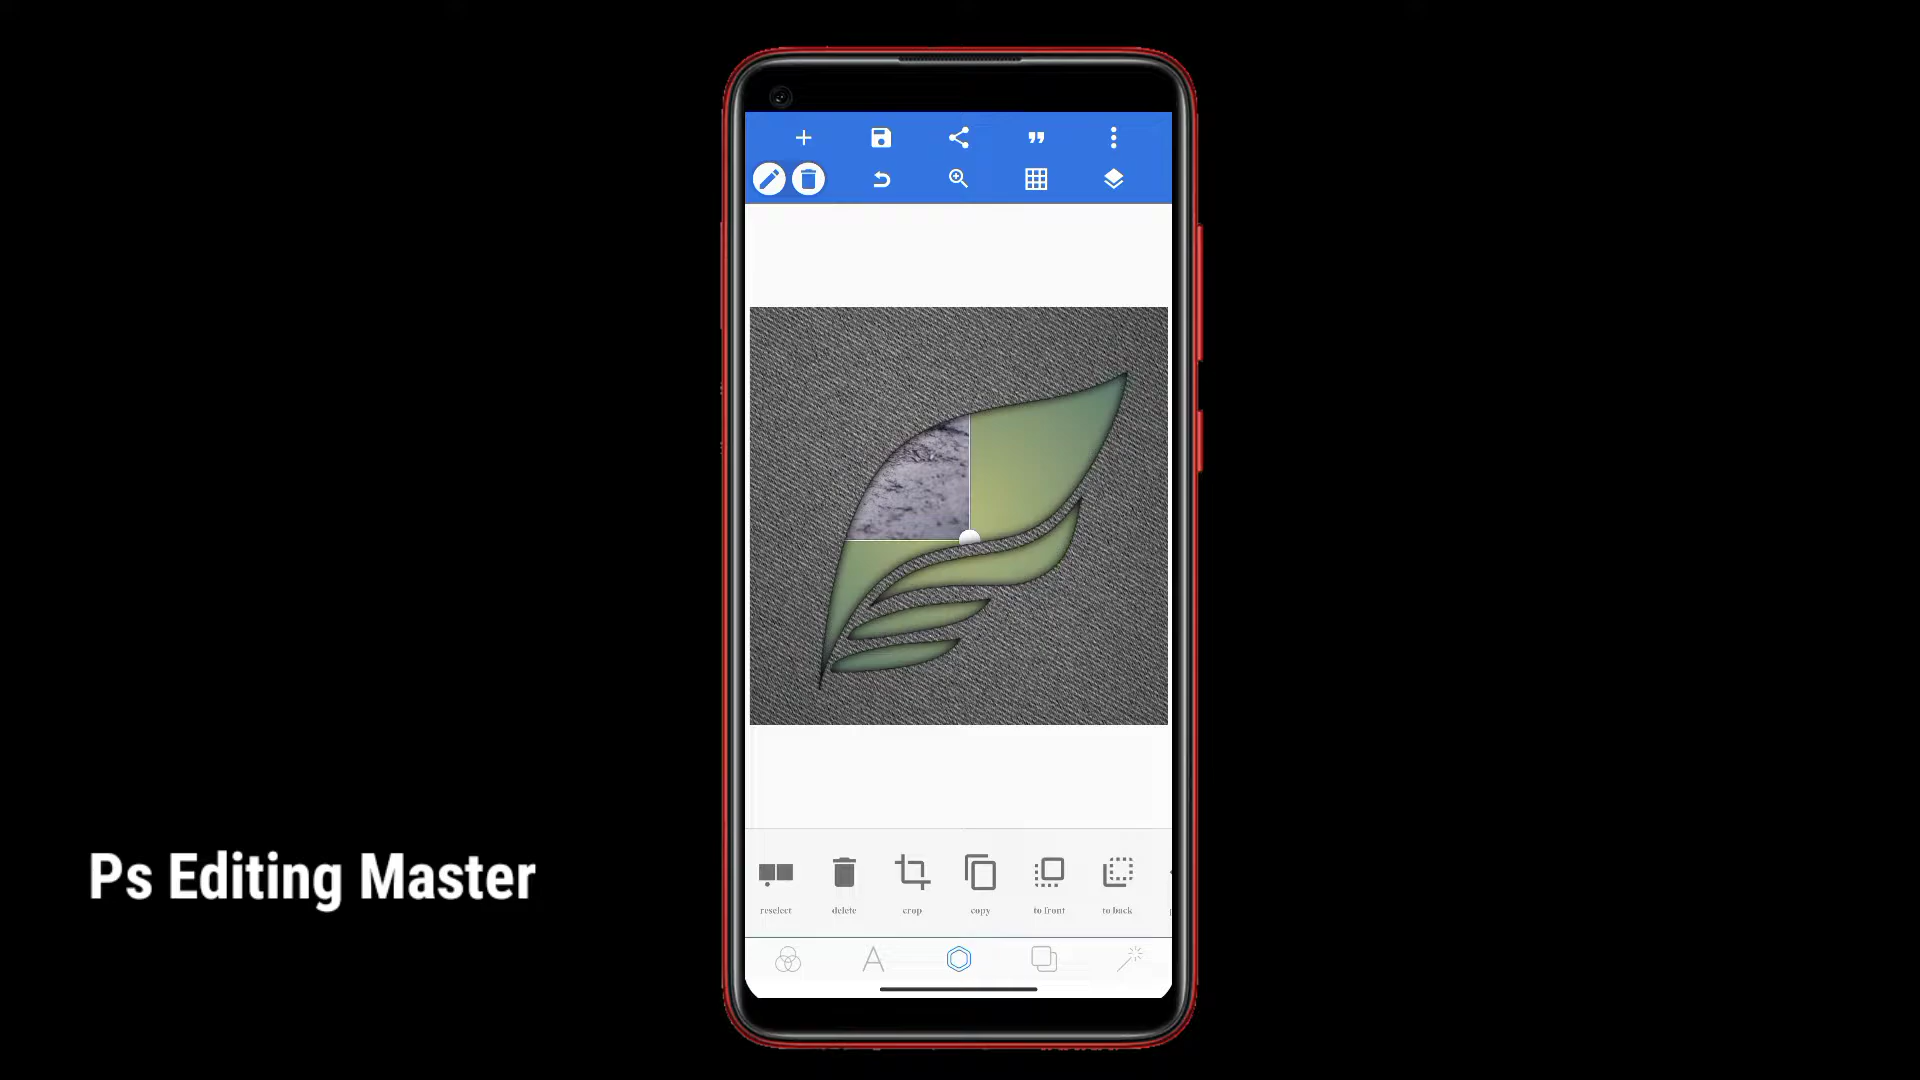 Ps Editing Master
reselect
delete
crop
copy
to front
to back